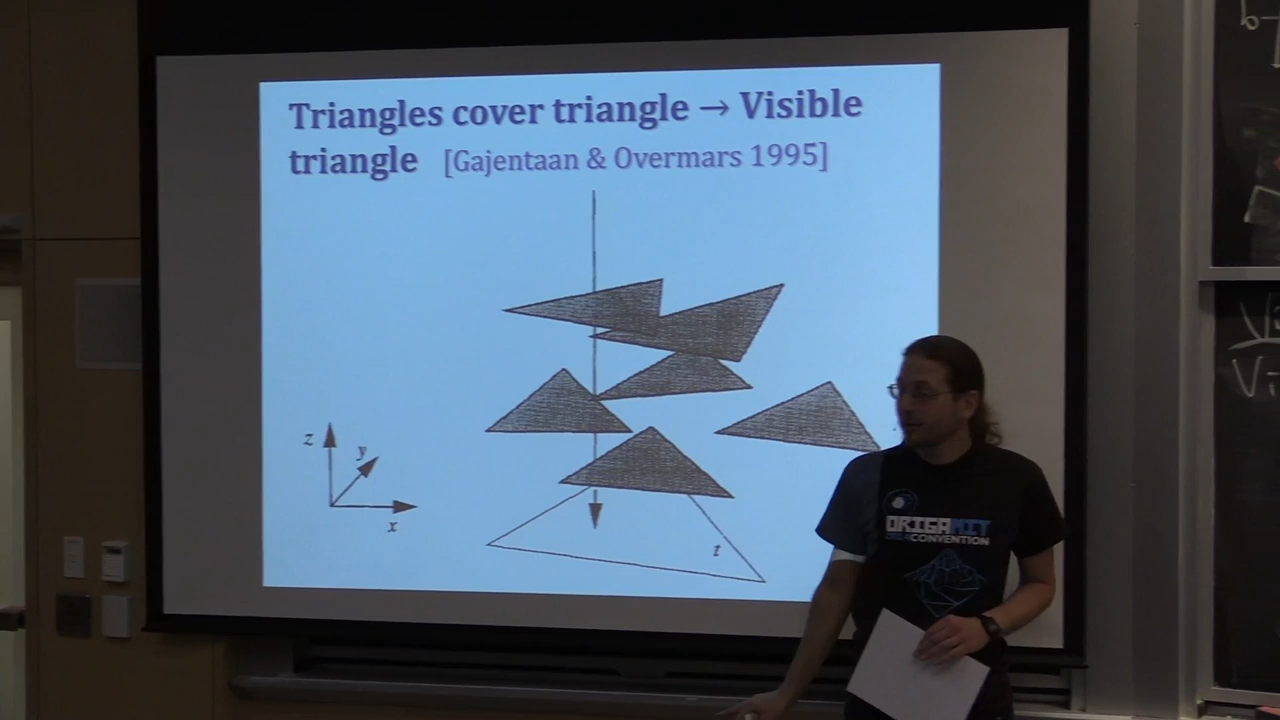 Triangles cover triangle → Visible
triangle [Gajentaan & Overmars 1995]
z
y
x
t
ORIGAMIT
CONVENTION